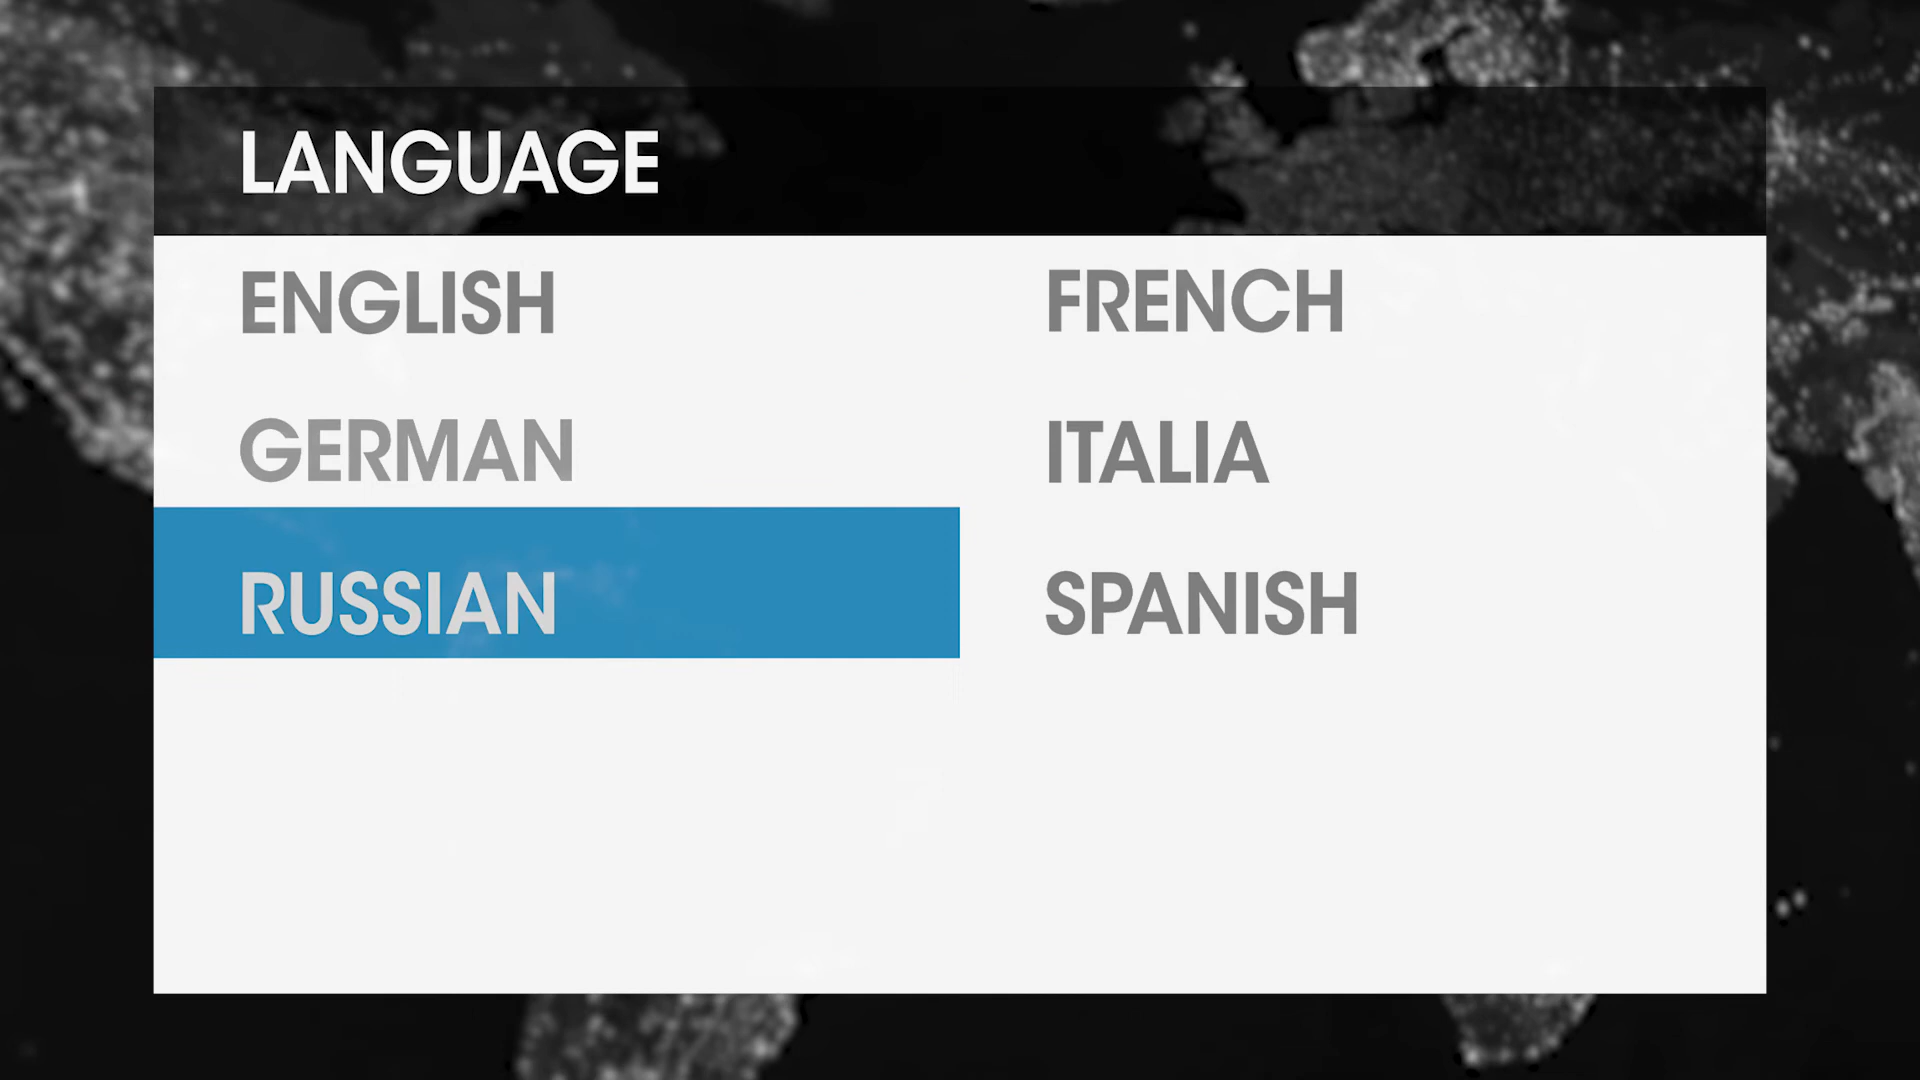 LANGUAGE
ENGLISH
FRENCH
GERMAN
ITALIA
RUSSIAN
SPANISH